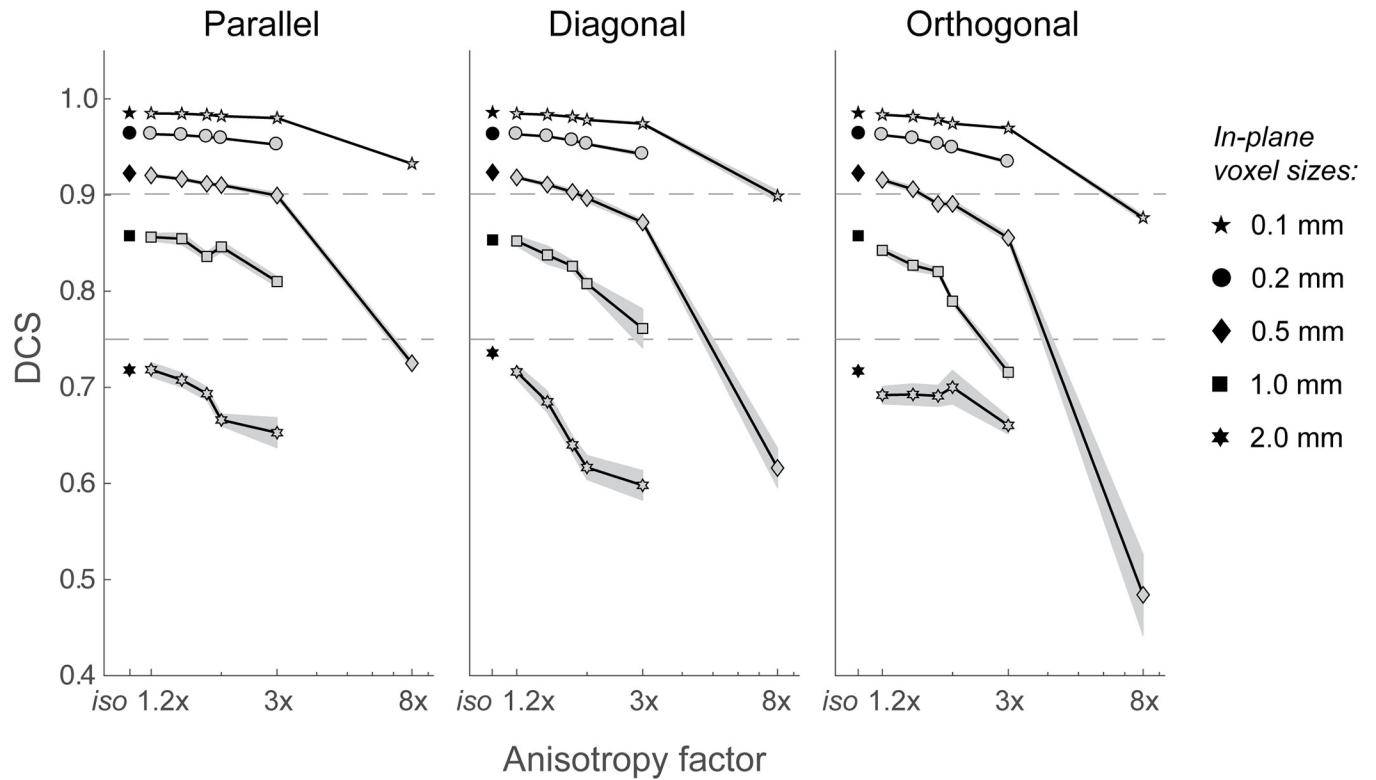 Parallel
Diagonal
Orthogonal
1.0
0.9
0.8
0.7
0.6
0.5
0.4
DCS
iso 1.2x 3x 8x
iso 1.2x 3x 8x
iso 1.2x 3x 8x
Anisotropy factor
In-plane
voxel sizes:
0.1 mm
0.2 mm
0.5 mm
1.0 mm
2.0 mm